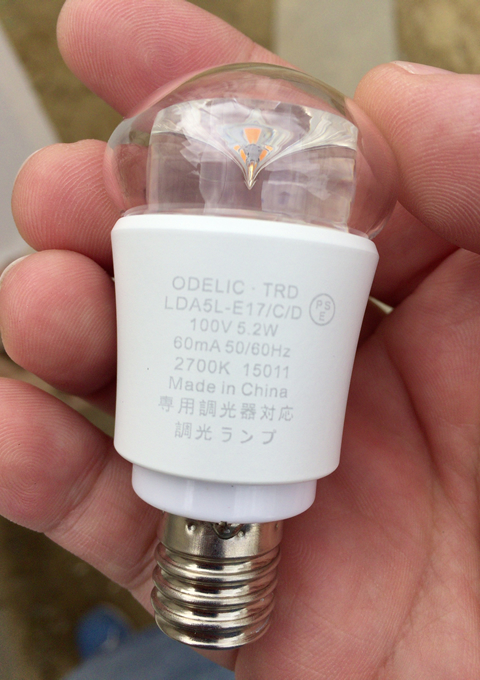 ODELIC · TRD
LDA5L-E17/C/D
PS
E
100V 5.2W
60mA 50/60Hz
2700K 15011
Made in China
専用調光器対応
調光ランプ